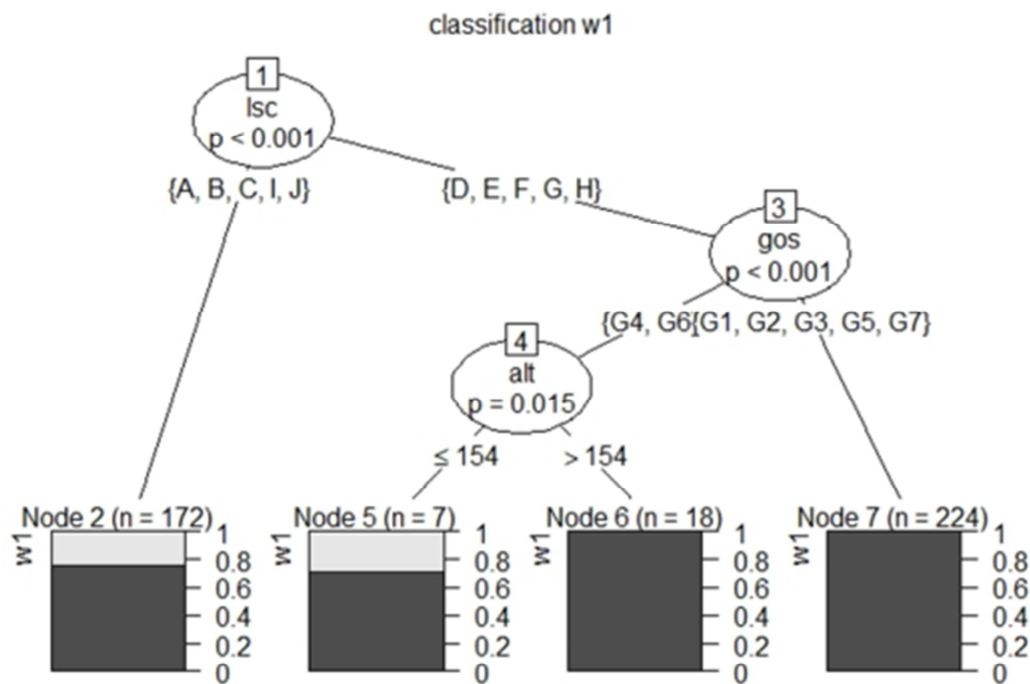 classification w1
1
lsc
p < 0.001
{A, B, C, I, J}
{D, E, F, G, H}
3
gos
p < 0.001
{G4, G6{G1, G2, G3, G5, G7}
4
alt
p = 0.015
≤ 154
> 154
Node 2 (n = 172)
w1
1
0.8
0.6
0.4
0.2
0
Node 5 (n = 7)
w1
1
0.8
0.6
0.4
0.2
0
Node 6 (n = 18)
w1
1
0.8
0.6
0.4
0.2
0
Node 7 (n = 224)
w1
1
0.8
0.6
0.4
0.2
0